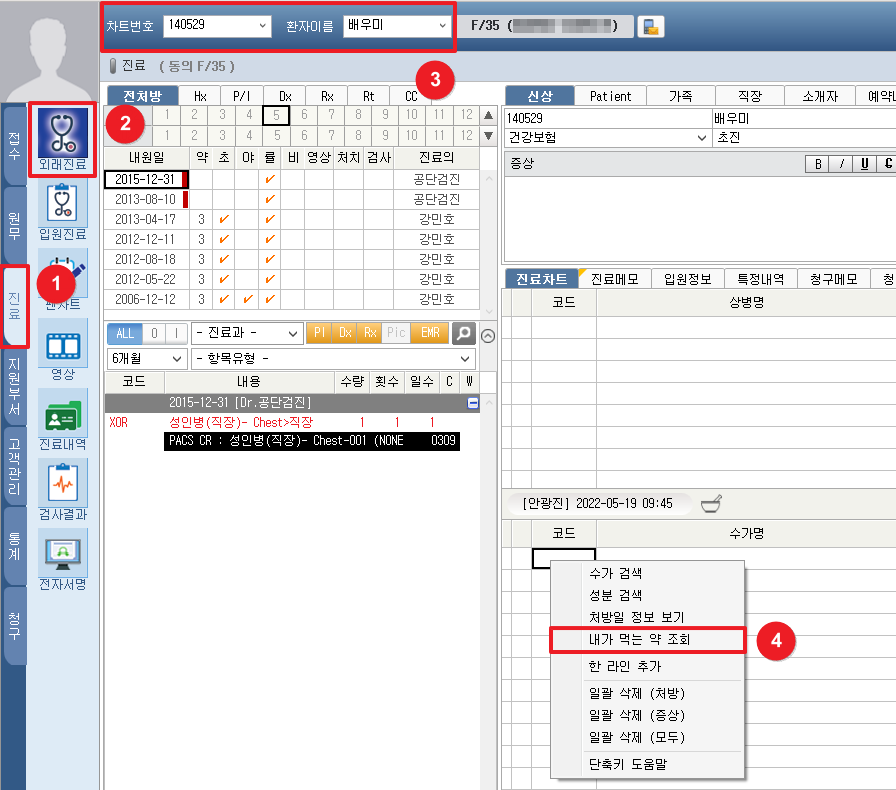 차트번호 140529 환자이름 배우미 F/35 ( )
진료 ( 동의 F/35 )
3
전처방 Hx P/I Dx Rx Rt CC
신상 Patient 가족 직장 소개자
2
1 2 3 4 5 6 7 8 9 10 11 12
1 2 3 4 5 6 7 8 9 10 11 12
140529 배우미
건강보험 초진
내원일 약 초 야 률 비 영상 처치 검사 진료의
증상 B / U
2015-12-31 공단검진
2013-08-10 공단검진
2013-04-17 3 강민호
2012-12-11 3 강민호
2012-08-18 3 강민호
2012-05-22 3 강민호
2006-12-12 3 강민호
접수
원무
진료
지원부서
고객관리
통계
청구
외래진료
입원진료
1
펜차트
영상
진료내역
검사결과
전자서명
진료차트 진료메모 입원정보 특정내역 청구메모
코드 상병명
ALL O I - 진료과 - PI Dx Rx Plc EMR
6개월 - 항목유형 -
코드 내용 수량 횟수 일수 C W
2015-12-31 [Dr.공단검진]
XOR 성인병(직장)- Chest>직장 1 1 1
PACS CR : 성인병(직장)- Chest-001 (NONE 0309
[안광진] 2022-05-19 09:45
코드 수가명
수가 검색
성분 검색
처방일 정보 보기
내가 먹는 약 조회
4
한 라인 추가
일괄 삭제 (처방)
일괄 삭제 (증상)
일괄 삭제 (모두)
단축키 도움말